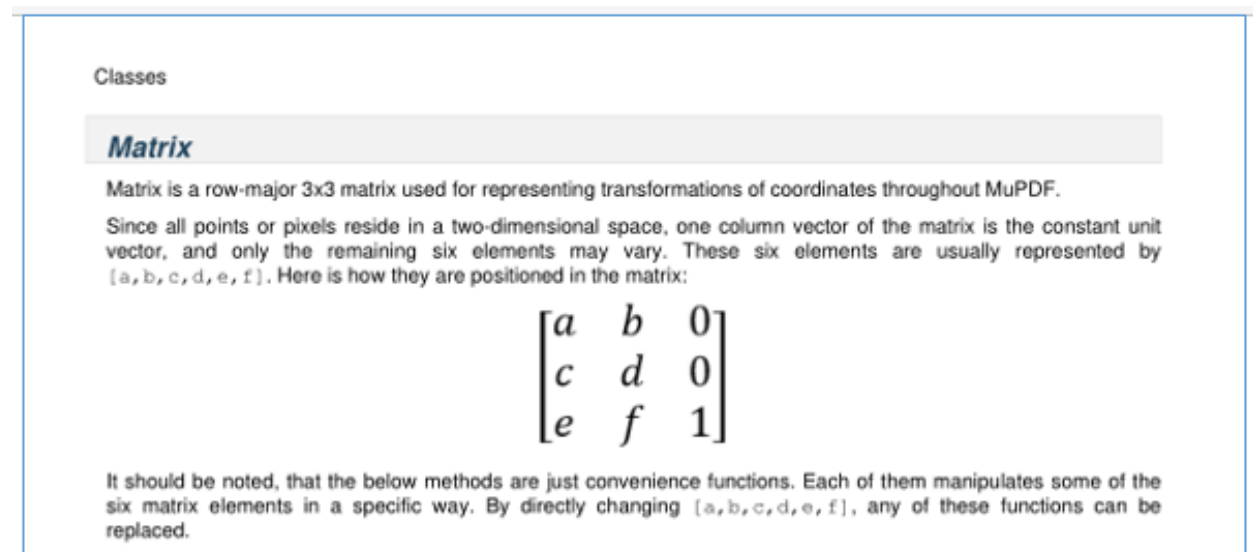 Classes
Matrix
Matrix is a row-major 3x3 matrix used for representing transformations of coordinates throughout MuPDF.
Since all points or pixels reside in a two-dimensional space, one column vector of the matrix is the constant unit
vector, and only the remaining six elements may vary. These six elements are usually represented by
[a,b,c,d,e,f]. Here is how they are positioned in the matrix:
a b 0
c d 0
e f 1
It should be noted, that the below methods are just convenience functions. Each of them manipulates some of the
six matrix elements in a specific way. By directly changing [a,b,c,d,e,f], any of these functions can be
replaced.